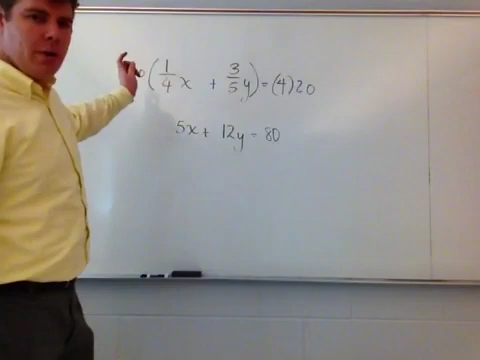 (1/4 x + 3/5 y) = (4)20
5x + 12y = 80